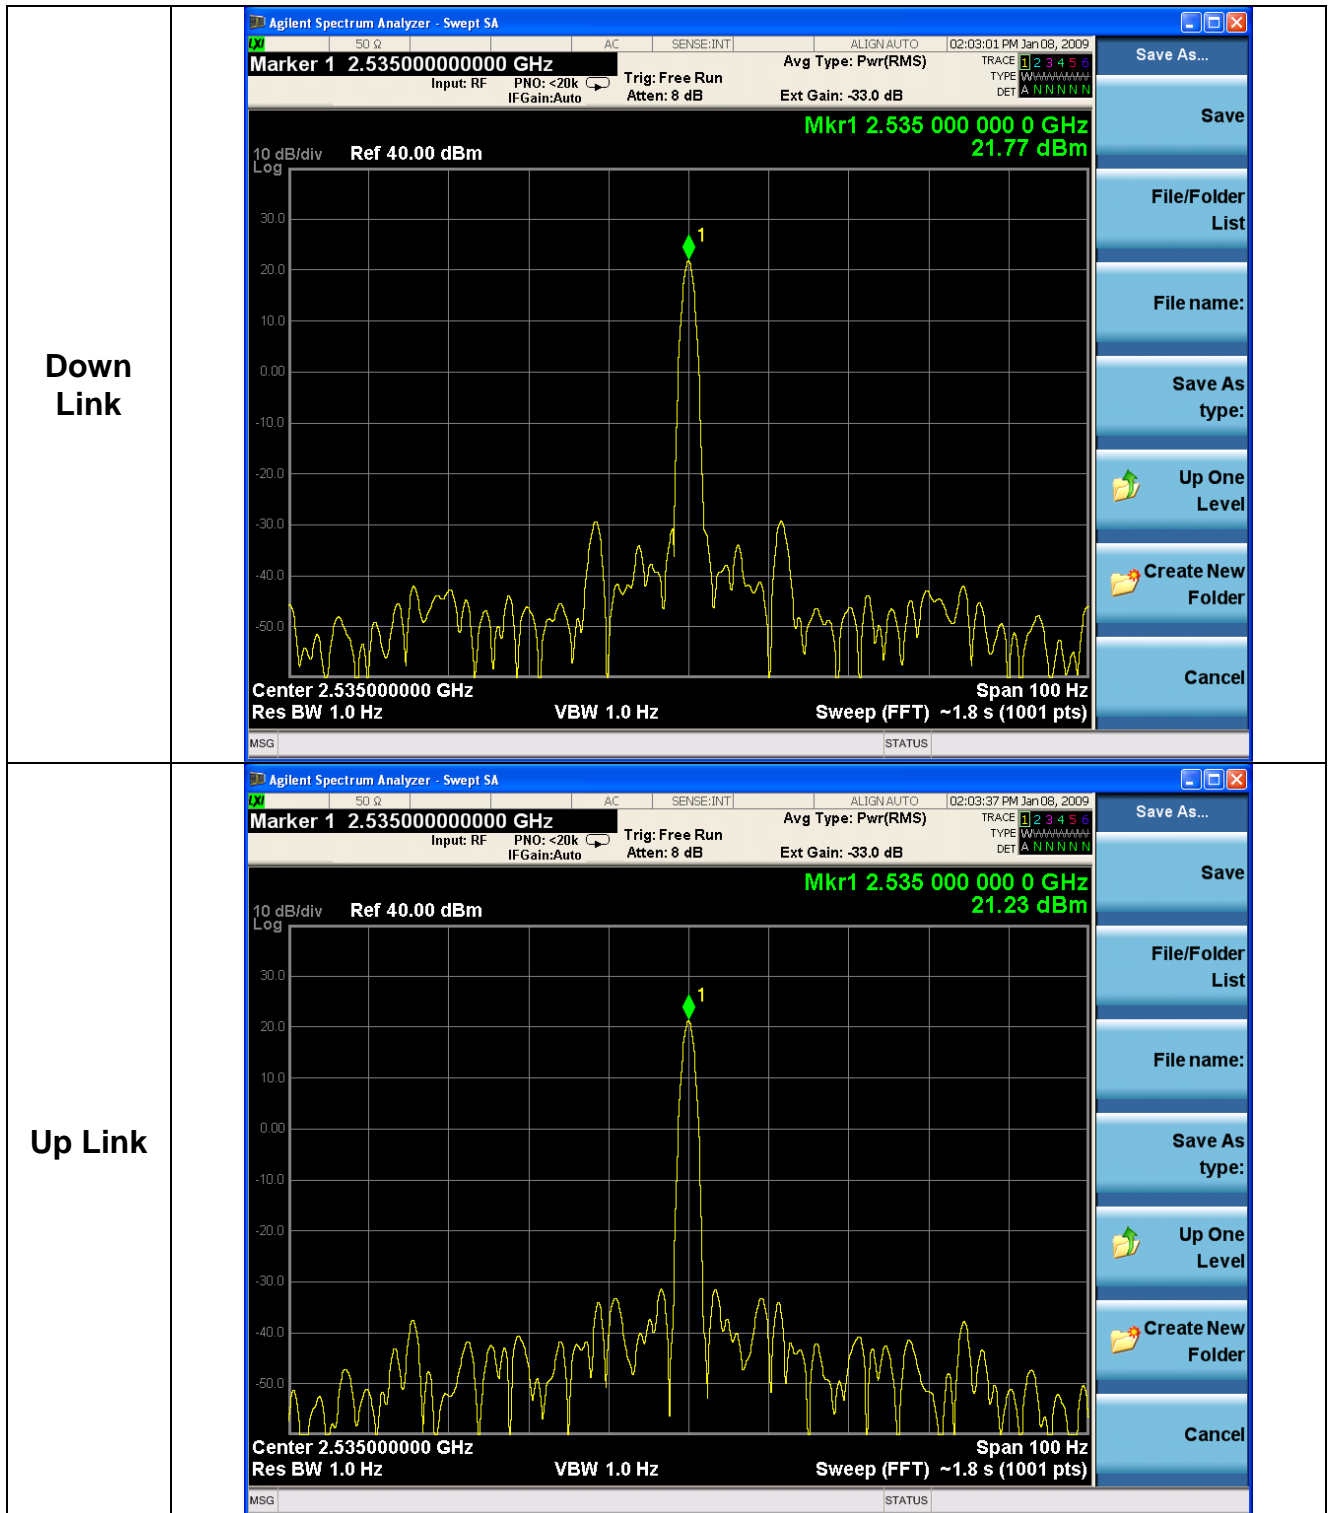 Down
Link
Agilent Spectrum Analyzer - Swept SA
LXI 50 Ω AC SENSE:INT ALIGN AUTO 02:03:01 PM Jan 08, 2009
Marker 1 2.535000000000 GHz
Input: RF PNO: <20k
IFGain:Auto
Trig: Free Run
Atten: 8 dB
Avg Type: Pwr(RMS)
Ext Gain: -33.0 dB
TRACE 1 2 3 4 5 6
TYPE
DET A N N N N N
Mkr1 2.535 000 000 0 GHz
21.77 dBm
10 dB/div Ref 40.00 dBm
Log
30.0
20.0
10.0
0.00
-10.0
-20.0
-30.0
-40.0
-50.0
1
Center 2.535000000 GHz Span 100 Hz
Res BW 1.0 Hz VBW 1.0 Hz Sweep (FFT) ~1.8 s (1001 pts)
MSG STATUS
Save As...
Save
File/Folder
List
File name:
Save As
type:
Up One
Level
Create New
Folder
Cancel
Up Link
Agilent Spectrum Analyzer - Swept SA
LXI 50 Ω AC SENSE:INT ALIGN AUTO 02:03:37 PM Jan 08, 2009
Marker 1 2.535000000000 GHz
Input: RF PNO: <20k
IFGain:Auto
Trig: Free Run
Atten: 8 dB
Avg Type: Pwr(RMS)
Ext Gain: -33.0 dB
TRACE 1 2 3 4 5 6
TYPE
DET A N N N N N
Mkr1 2.535 000 000 0 GHz
21.23 dBm
10 dB/div Ref 40.00 dBm
Log
30.0
20.0
10.0
0.00
-10.0
-20.0
-30.0
-40.0
-50.0
1
Center 2.535000000 GHz Span 100 Hz
Res BW 1.0 Hz VBW 1.0 Hz Sweep (FFT) ~1.8 s (1001 pts)
MSG STATUS
Save As...
Save
File/Folder
List
File name:
Save As
type:
Up One
Level
Create New
Folder
Cancel